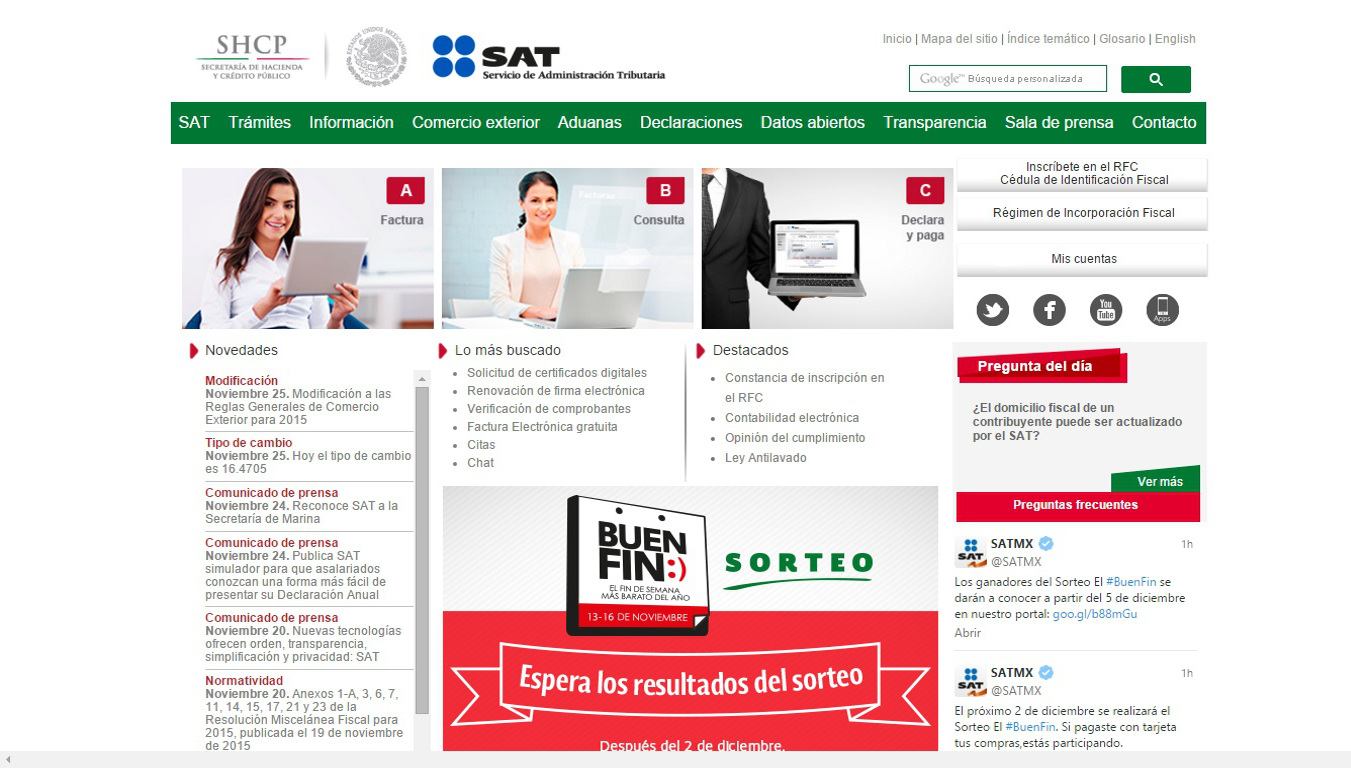 SHCP
SECRETARÍA DE HACIENDA
Y CRÉDITO PÚBLICO
ESTADOS UNIDOS MEXICANOS
SAT
Servicio de Administración Tributaria
Inicio | Mapa del sitio | Índice temático | Glosario | English
Google™ Búsqueda personalizada
SAT Trámites Información Comercio exterior Aduanas Declaraciones Datos abiertos Transparencia Sala de prensa Contacto
A
Factura
Facturas
B
Consulta
C
Declara
y paga
Inscríbete en el RFC
Cédula de Identificación Fiscal
Régimen de Incorporación Fiscal
Mis cuentas
You
Tube
Apps
Novedades
Modificación
Noviembre 25. Modificación a las
Reglas Generales de Comercio
Exterior para 2015
Tipo de cambio
Noviembre 25. Hoy el tipo de cambio
es 16.4705
Comunicado de prensa
Noviembre 24. Reconoce SAT a la
Secretaría de Marina
Comunicado de prensa
Noviembre 24. Publica SAT
simulador para que asalariados
conozcan una forma más fácil de
presentar su Declaración Anual
Comunicado de prensa
Noviembre 20. Nuevas tecnologías
ofrecen orden, transparencia,
simplificación y privacidad: SAT
Normatividad
Noviembre 20. Anexos 1-A, 3, 6, 7,
11, 14, 15, 17, 21 y 23 de la
Resolución Miscelánea Fiscal para
2015, publicada el 19 de noviembre
de 2015
Lo más buscado
Solicitud de certificados digitales
Renovación de firma electrónica
Verificación de comprobantes
Factura Electrónica gratuita
Citas
Chat
Destacados
Constancia de inscripción en
el RFC
Contabilidad electrónica
Opinión del cumplimiento
Ley Antilavado
BUEN
FIN:)
EL FIN DE SEMANA
MÁS BARATO DEL AÑO
13-16 DE NOVIEMBRE
SORTEO
Espera los resultados del sorteo
Después del 2 de diciembre.
Pregunta del día
¿El domicilio fiscal de un
contribuyente puede ser actualizado
por el SAT?
Ver más
Preguntas frecuentes
SAT
SATMX 1h
@SATMX
Los ganadores del Sorteo El #BuenFin se
darán a conocer a partir del 5 de diciembre
en nuestro portal: goo.gl/b88mGu
Abrir
SAT
SATMX 1h
@SATMX
El próximo 2 de diciembre se realizará el
Sorteo El #BuenFin. Si pagaste con tarjeta
tus compras,estás participando.